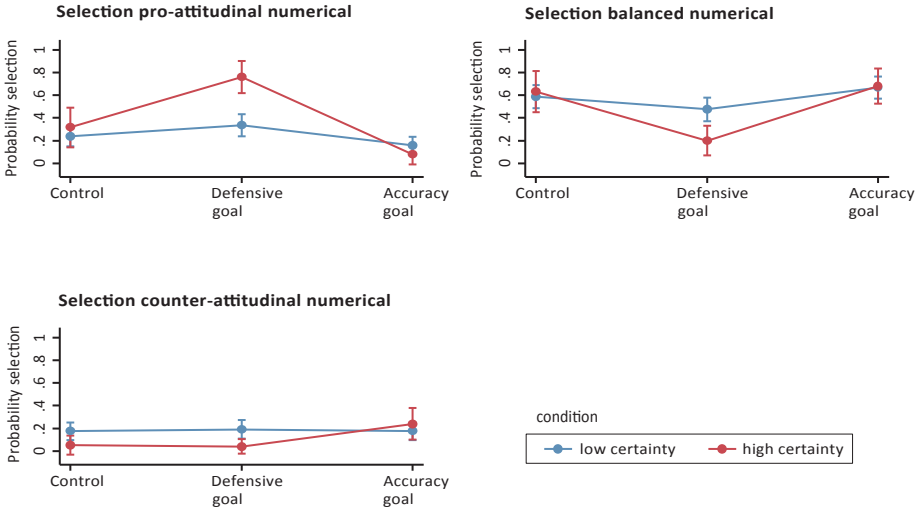 Selection pro-attitudinal numerical
Probability selection
1
.8
.6
.4
.2
0
Control
Defensive
goal
Accuracy
goal
Selection balanced numerical
Probability selection
1
.8
.6
.4
.2
0
Control
Defensive
goal
Accuracy
goal
Selection counter-attitudinal numerical
Probability selection
1
.8
.6
.4
.2
0
Control
Defensive
goal
Accuracy
goal
condition
low certainty high certainty